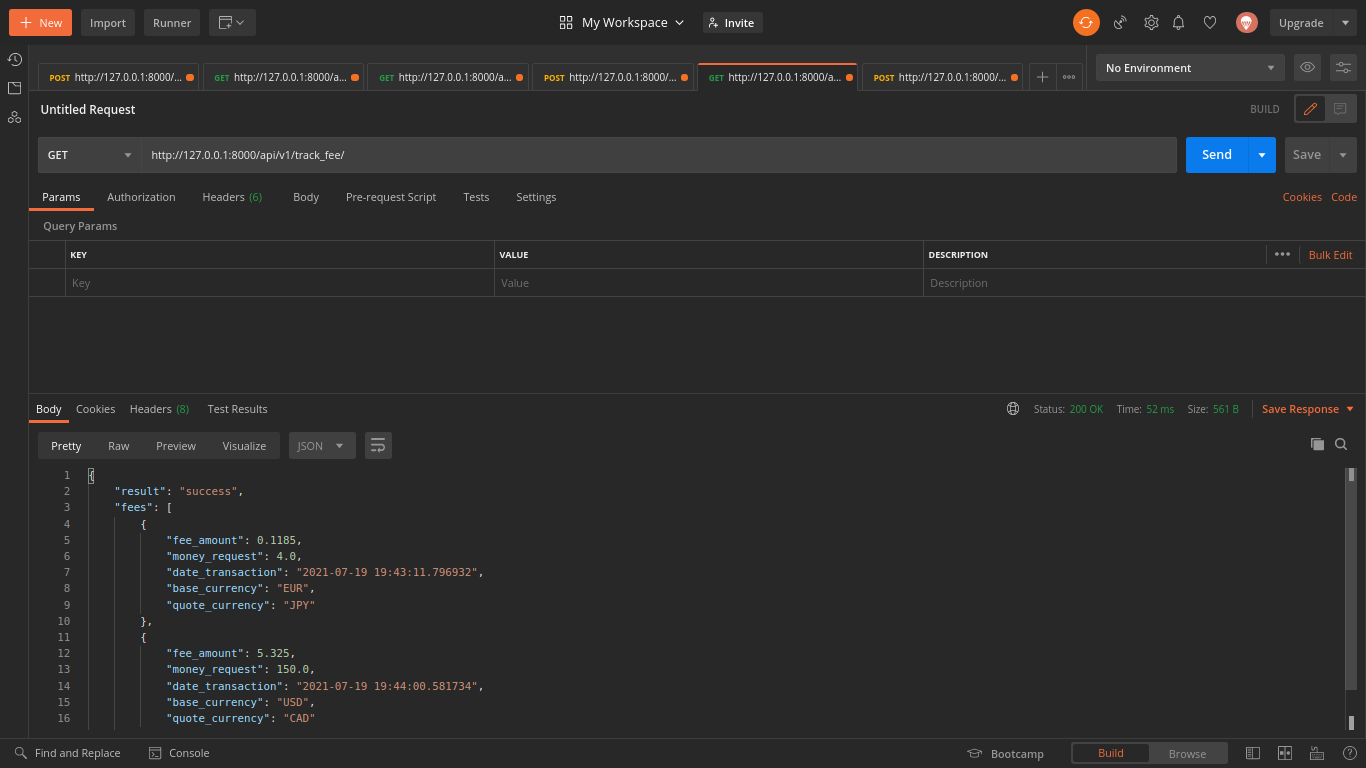 New
Import
Runner
My Workspace
Invite
Upgrade
POST http://127.0.0.1:8000/...
GET http://127.0.0.1:8000/a...
GET http://127.0.0.1:8000/a...
POST http://127.0.0.1:8000/...
GET http://127.0.0.1:8000/a...
POST http://127.0.0.1:8000/...
No Environment
Untitled Request
BUILD
GET
http://127.0.0.1:8000/api/v1/track_fee/
Send
Save
Params Authorization Headers (6) Body Pre-request Script Tests Settings
Cookies Code
Query Params
KEY VALUE DESCRIPTION
Bulk Edit
Key Value Description
Body Cookies Headers (8) Test Results
Status: 200 OK Time: 52 ms Size: 561 B
Save Response
Pretty Raw Preview Visualize JSON
1 {
2 "result": "success",
3 "fees": [
4 {
5 "fee_amount": 0.1185,
6 "money_request": 4.0,
7 "date_transaction": "2021-07-19 19:43:11.796932",
8 "base_currency": "EUR",
9 "quote_currency": "JPY"
10 },
11 {
12 "fee_amount": 5.325,
13 "money_request": 150.0,
14 "date_transaction": "2021-07-19 19:44:00.581734",
15 "base_currency": "USD",
16 "quote_currency": "CAD"
Find and Replace
Console
Bootcamp
Build
Browse